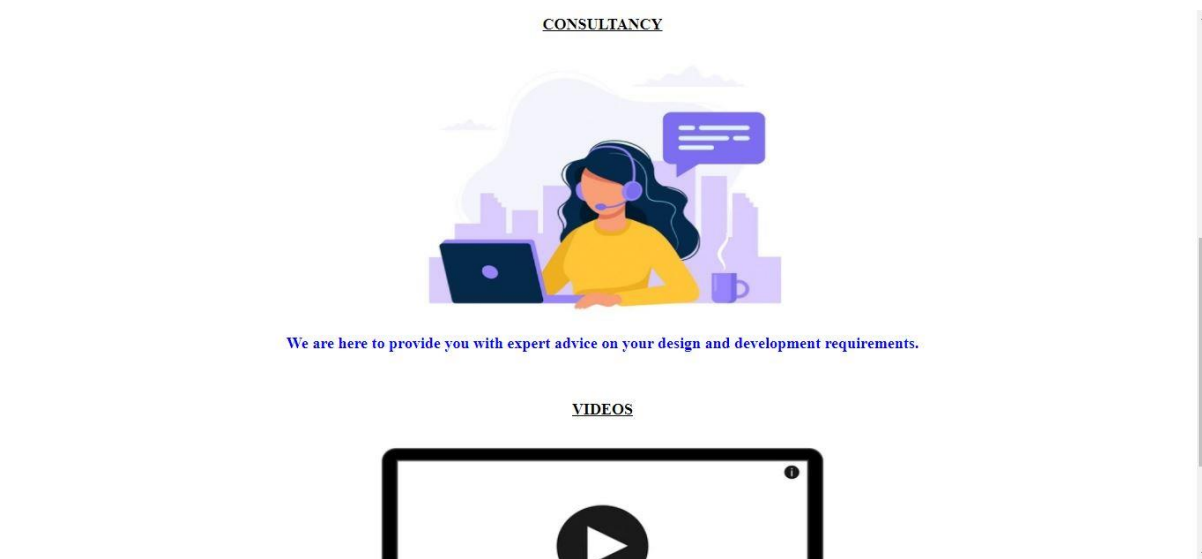 CONSULTANCY
We are here to provide you with expert advice on your design and development requirements.
VIDEOS
i